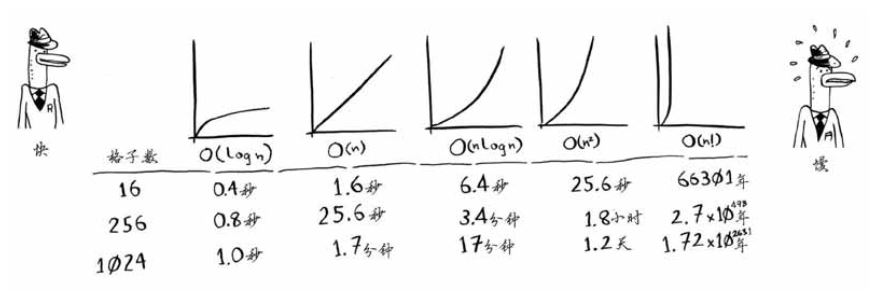 快
慢
格子数 O(log n) O(n) O(n log n) O(n²) O(n!)
16 0.4秒 1.6秒 6.4秒 25.6秒 66301年
256 0.8秒 25.6秒 3.4分钟 1.8小时 2.7×10⁴⁹⁸年
1024 1.0秒 1.7分钟 17分钟 1.2天 1.72×10²⁶³¹年